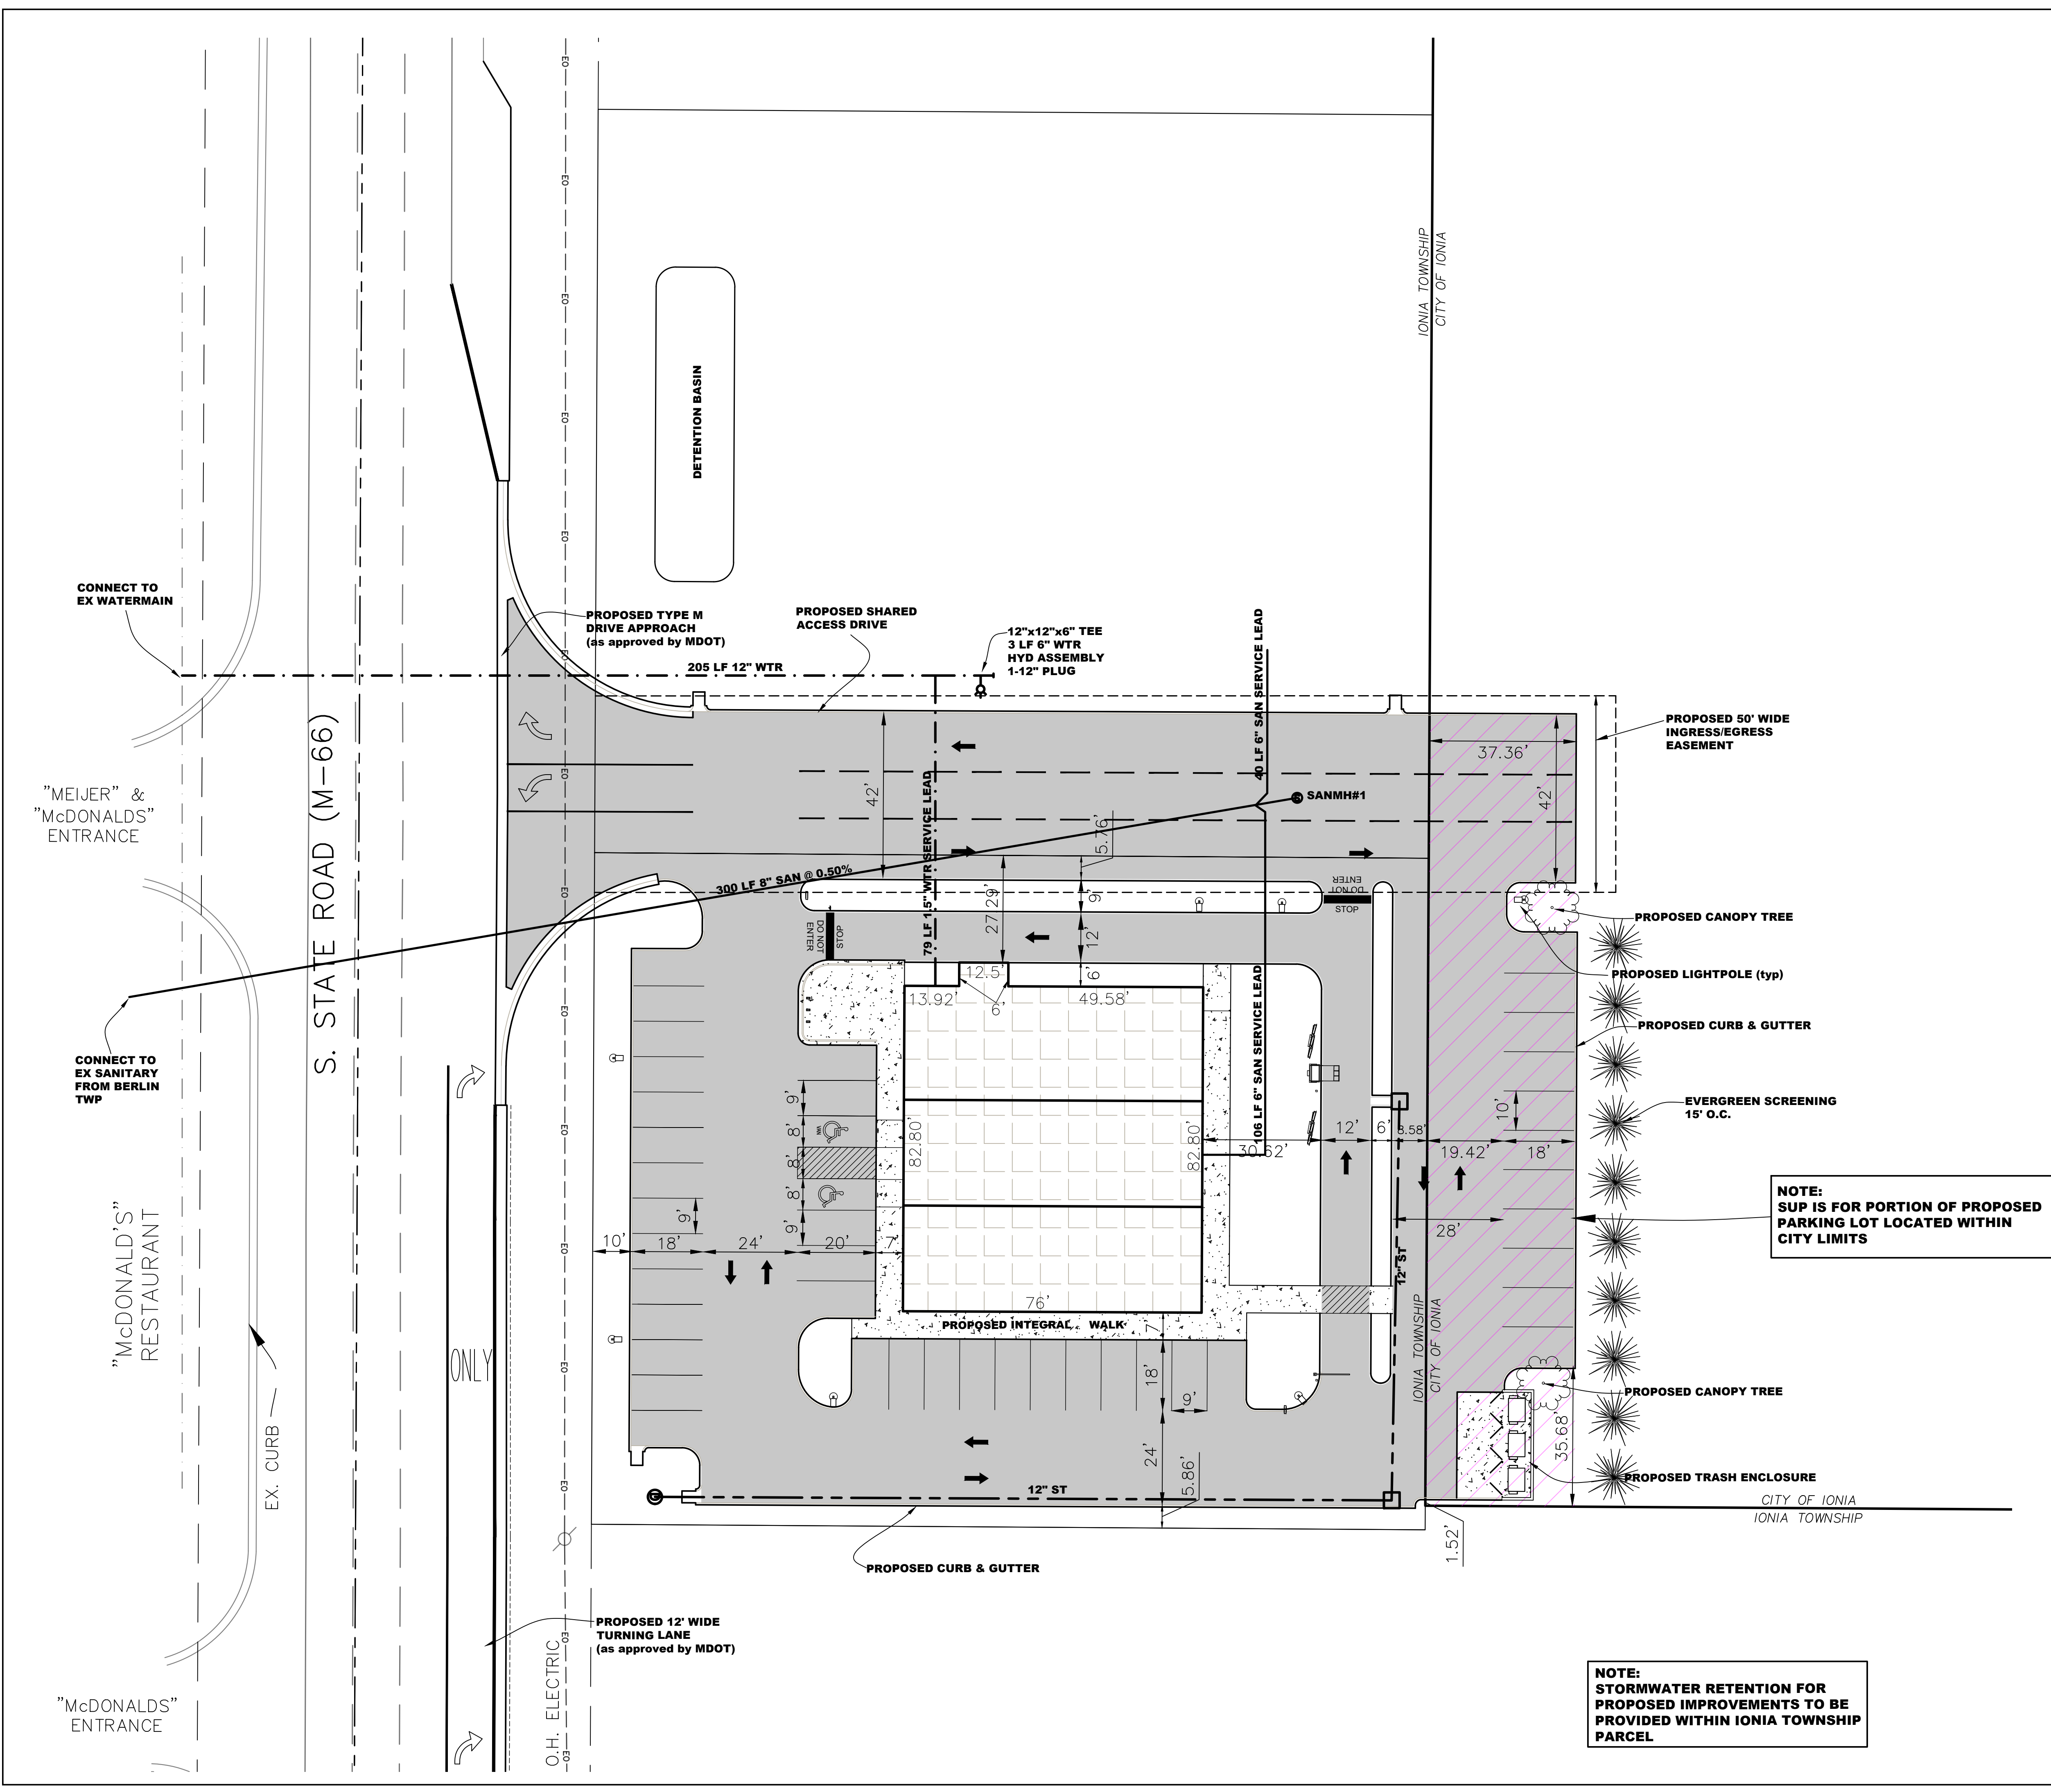 IONIA TOWNSHIP
CITY OF IONIA
DETENTION BASIN
CONNECT TO
EX WATERMAIN
PROPOSED TYPE M
DRIVE APPROACH
(as approved by MDOT)
PROPOSED SHARED
ACCESS DRIVE
12"x12"x6" TEE
3 LF 6" WTR
HYD ASSEMBLY
1-12" PLUG
205 LF 12" WTR
40 LF 6" SAN SERVICE LEAD
PROPOSED 50' WIDE
INGRESS/EGRESS
EASEMENT
37.36'
42'
42'
S. STATE ROAD (M-66)
"MEIJER" &
"McDONALDS"
ENTRANCE
79 LF 1.5" WTR SERVICE LEAD
SANMH#1
5.76'
300 LF 8" SAN @ 0.50%
27.29'
9'
12'
6'
DO NOT
ENTER
STOP
DO NOT
ENTER
STOP
PROPOSED CANOPY TREE
PROPOSED LIGHTPOLE (typ)
PROPOSED CURB & GUTTER
12.5'
13.92'
6'
49.58'
106 LF 6" SAN SERVICE LEAD
CONNECT TO
EX SANITARY
FROM BERLIN
TWP
EVERGREEN SCREENING
15' O.C.
9'
8'
VAN
8'
8'
9'
82.80'
82.80'
30.62'
12'
6'
3.58'
19.42'
18'
10'
28'
NOTE:
SUP IS FOR PORTION OF PROPOSED
PARKING LOT LOCATED WITHIN
CITY LIMITS
"McDONALD'S"
RESTAURANT
9'
10'
18'
24'
20'
7'
12" ST
76'
PROPOSED INTEGRAL WALK
7'
IONIA TOWNSHIP
CITY OF IONIA
ONLY
18'
9'
24'
5.86'
PROPOSED CANOPY TREE
35.68'
PROPOSED TRASH ENCLOSURE
EX. CURB
12" ST
CITY OF IONIA
IONIA TOWNSHIP
1.52'
PROPOSED CURB & GUTTER
PROPOSED 12' WIDE
TURNING LANE
(as approved by MDOT)
O.H. ELECTRIC
"McDONALDS"
ENTRANCE
NOTE:
STORMWATER RETENTION FOR
PROPOSED IMPROVEMENTS TO BE
PROVIDED WITHIN IONIA TOWNSHIP
PARCEL